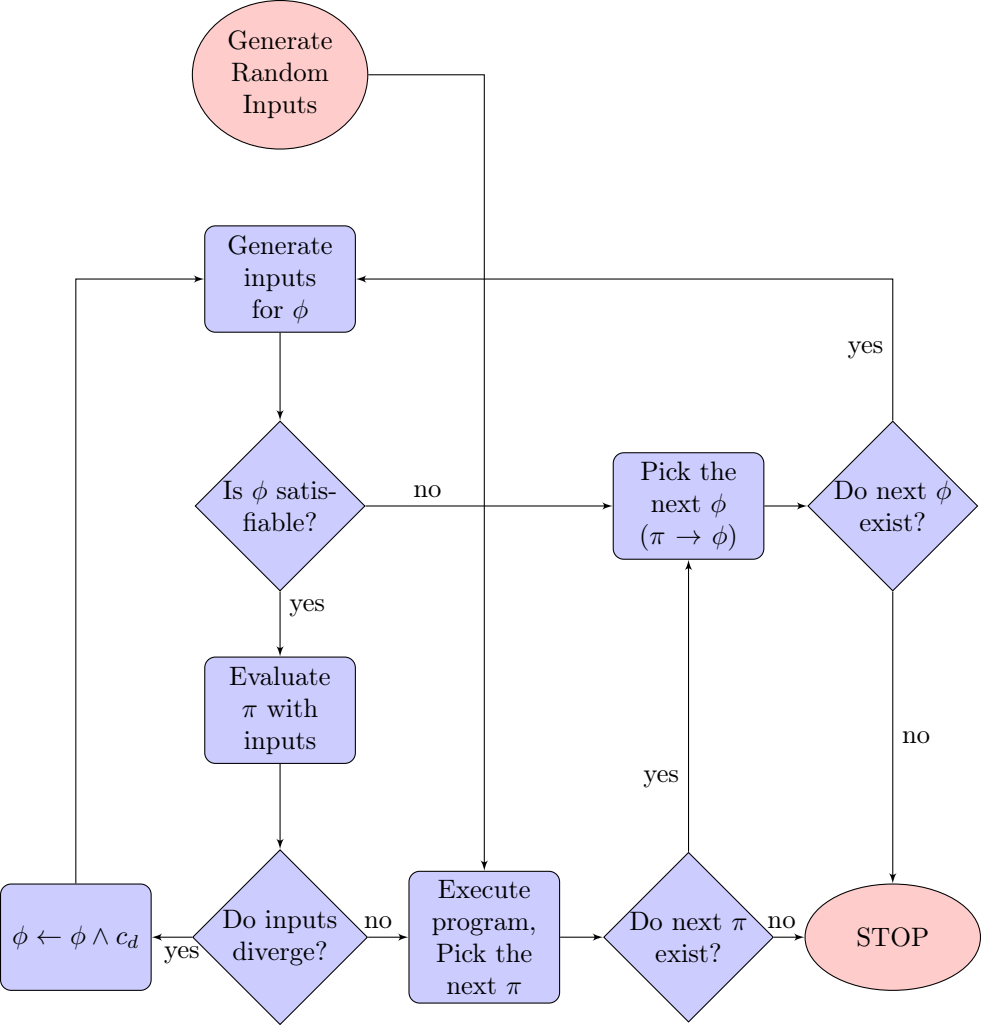 Generate
Random
Inputs
Generate
inputs
for ϕ
yes
Is ϕ satis-
fiable?
no
Pick the
next ϕ
(π → ϕ)
Do next ϕ
exist?
yes
Evaluate
π with
inputs
no
yes
ϕ ← ϕ ∧ c_d
yes
Do inputs
diverge?
no
Execute
program,
Pick the
next π
Do next π
exist?
no
STOP